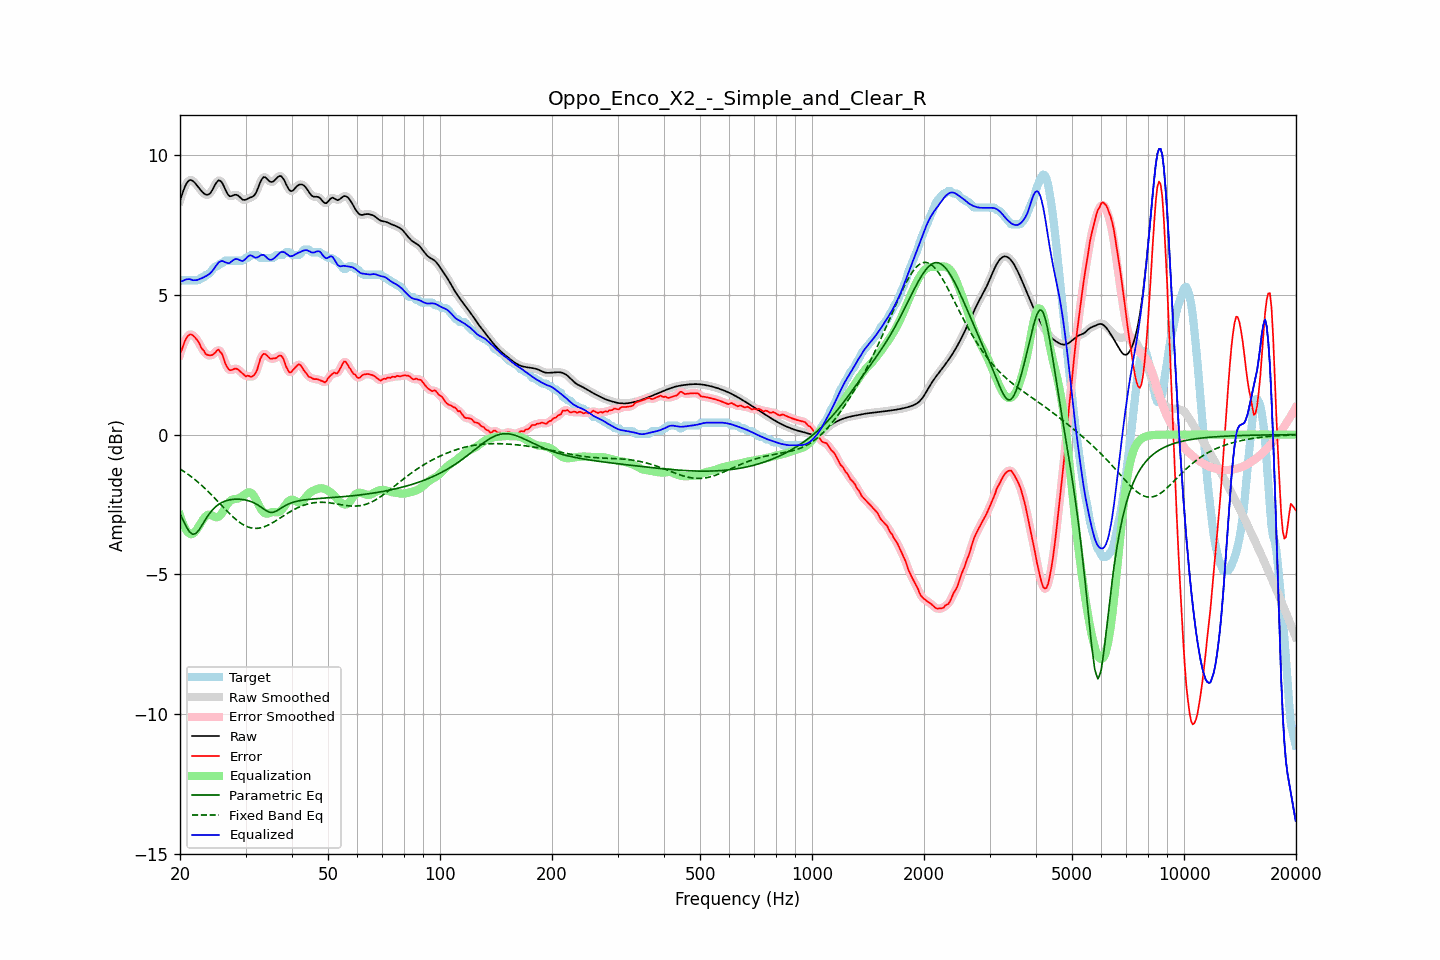 Oppo_Enco_X2_-_Simple_and_Clear_R
Amplitude (dBr)
10
5
0
−5
−10
−15
Target
Raw Smoothed
Error Smoothed
Raw
Error
Equalization
Parametric Eq
Fixed Band Eq
Equalized
20
50
100
200
500
1000
2000
5000
10000
20000
Frequency (Hz)